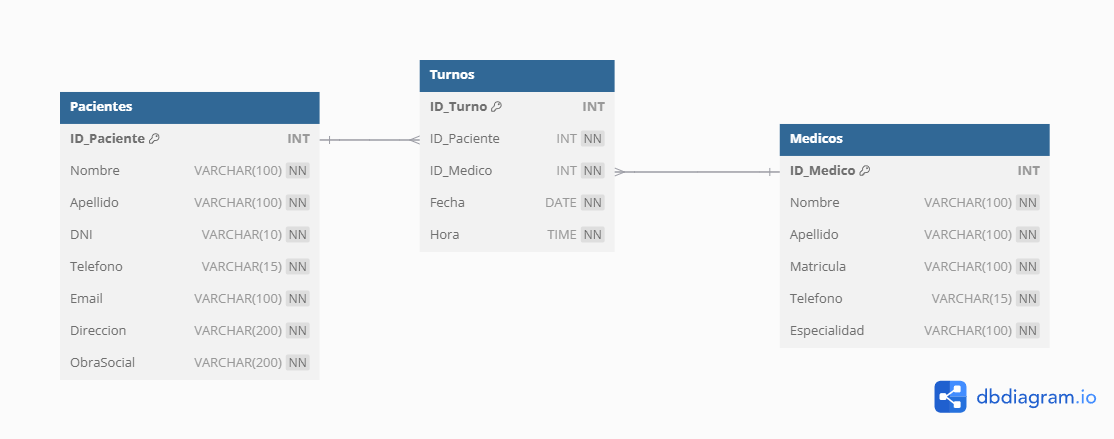 Pacientes
ID_Paciente INT
Nombre VARCHAR(100) NN
Apellido VARCHAR(100) NN
DNI VARCHAR(10) NN
Telefono VARCHAR(15) NN
Email VARCHAR(100) NN
Direccion VARCHAR(200) NN
ObraSocial VARCHAR(200) NN
Turnos
ID_Turno INT
ID_Paciente INT NN
ID_Medico INT NN
Fecha DATE NN
Hora TIME NN
Medicos
ID_Medico INT
Nombre VARCHAR(100) NN
Apellido VARCHAR(100) NN
Matricula VARCHAR(100) NN
Telefono VARCHAR(15) NN
Especialidad VARCHAR(100) NN
dbdiagram.io